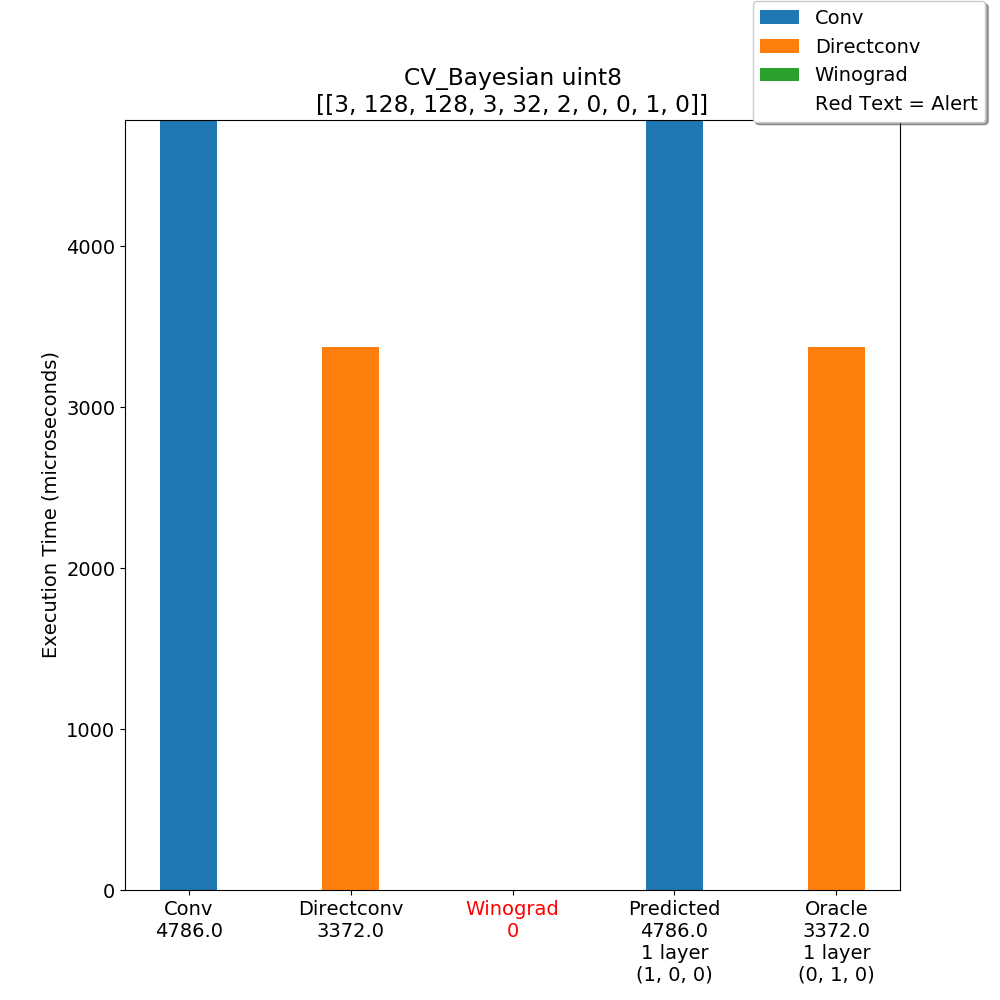 Conv
Directconv
Winograd
Red Text = Alert
CV_Bayesian uint8
[[3, 128, 128, 3, 32, 2, 0, 0, 1, 0]]
Execution Time (microseconds)
4000
3000
2000
1000
0
Conv
4786.0
Directconv
3372.0
Winograd
0
Predicted
4786.0
1 layer
(1, 0, 0)
Oracle
3372.0
1 layer
(0, 1, 0)